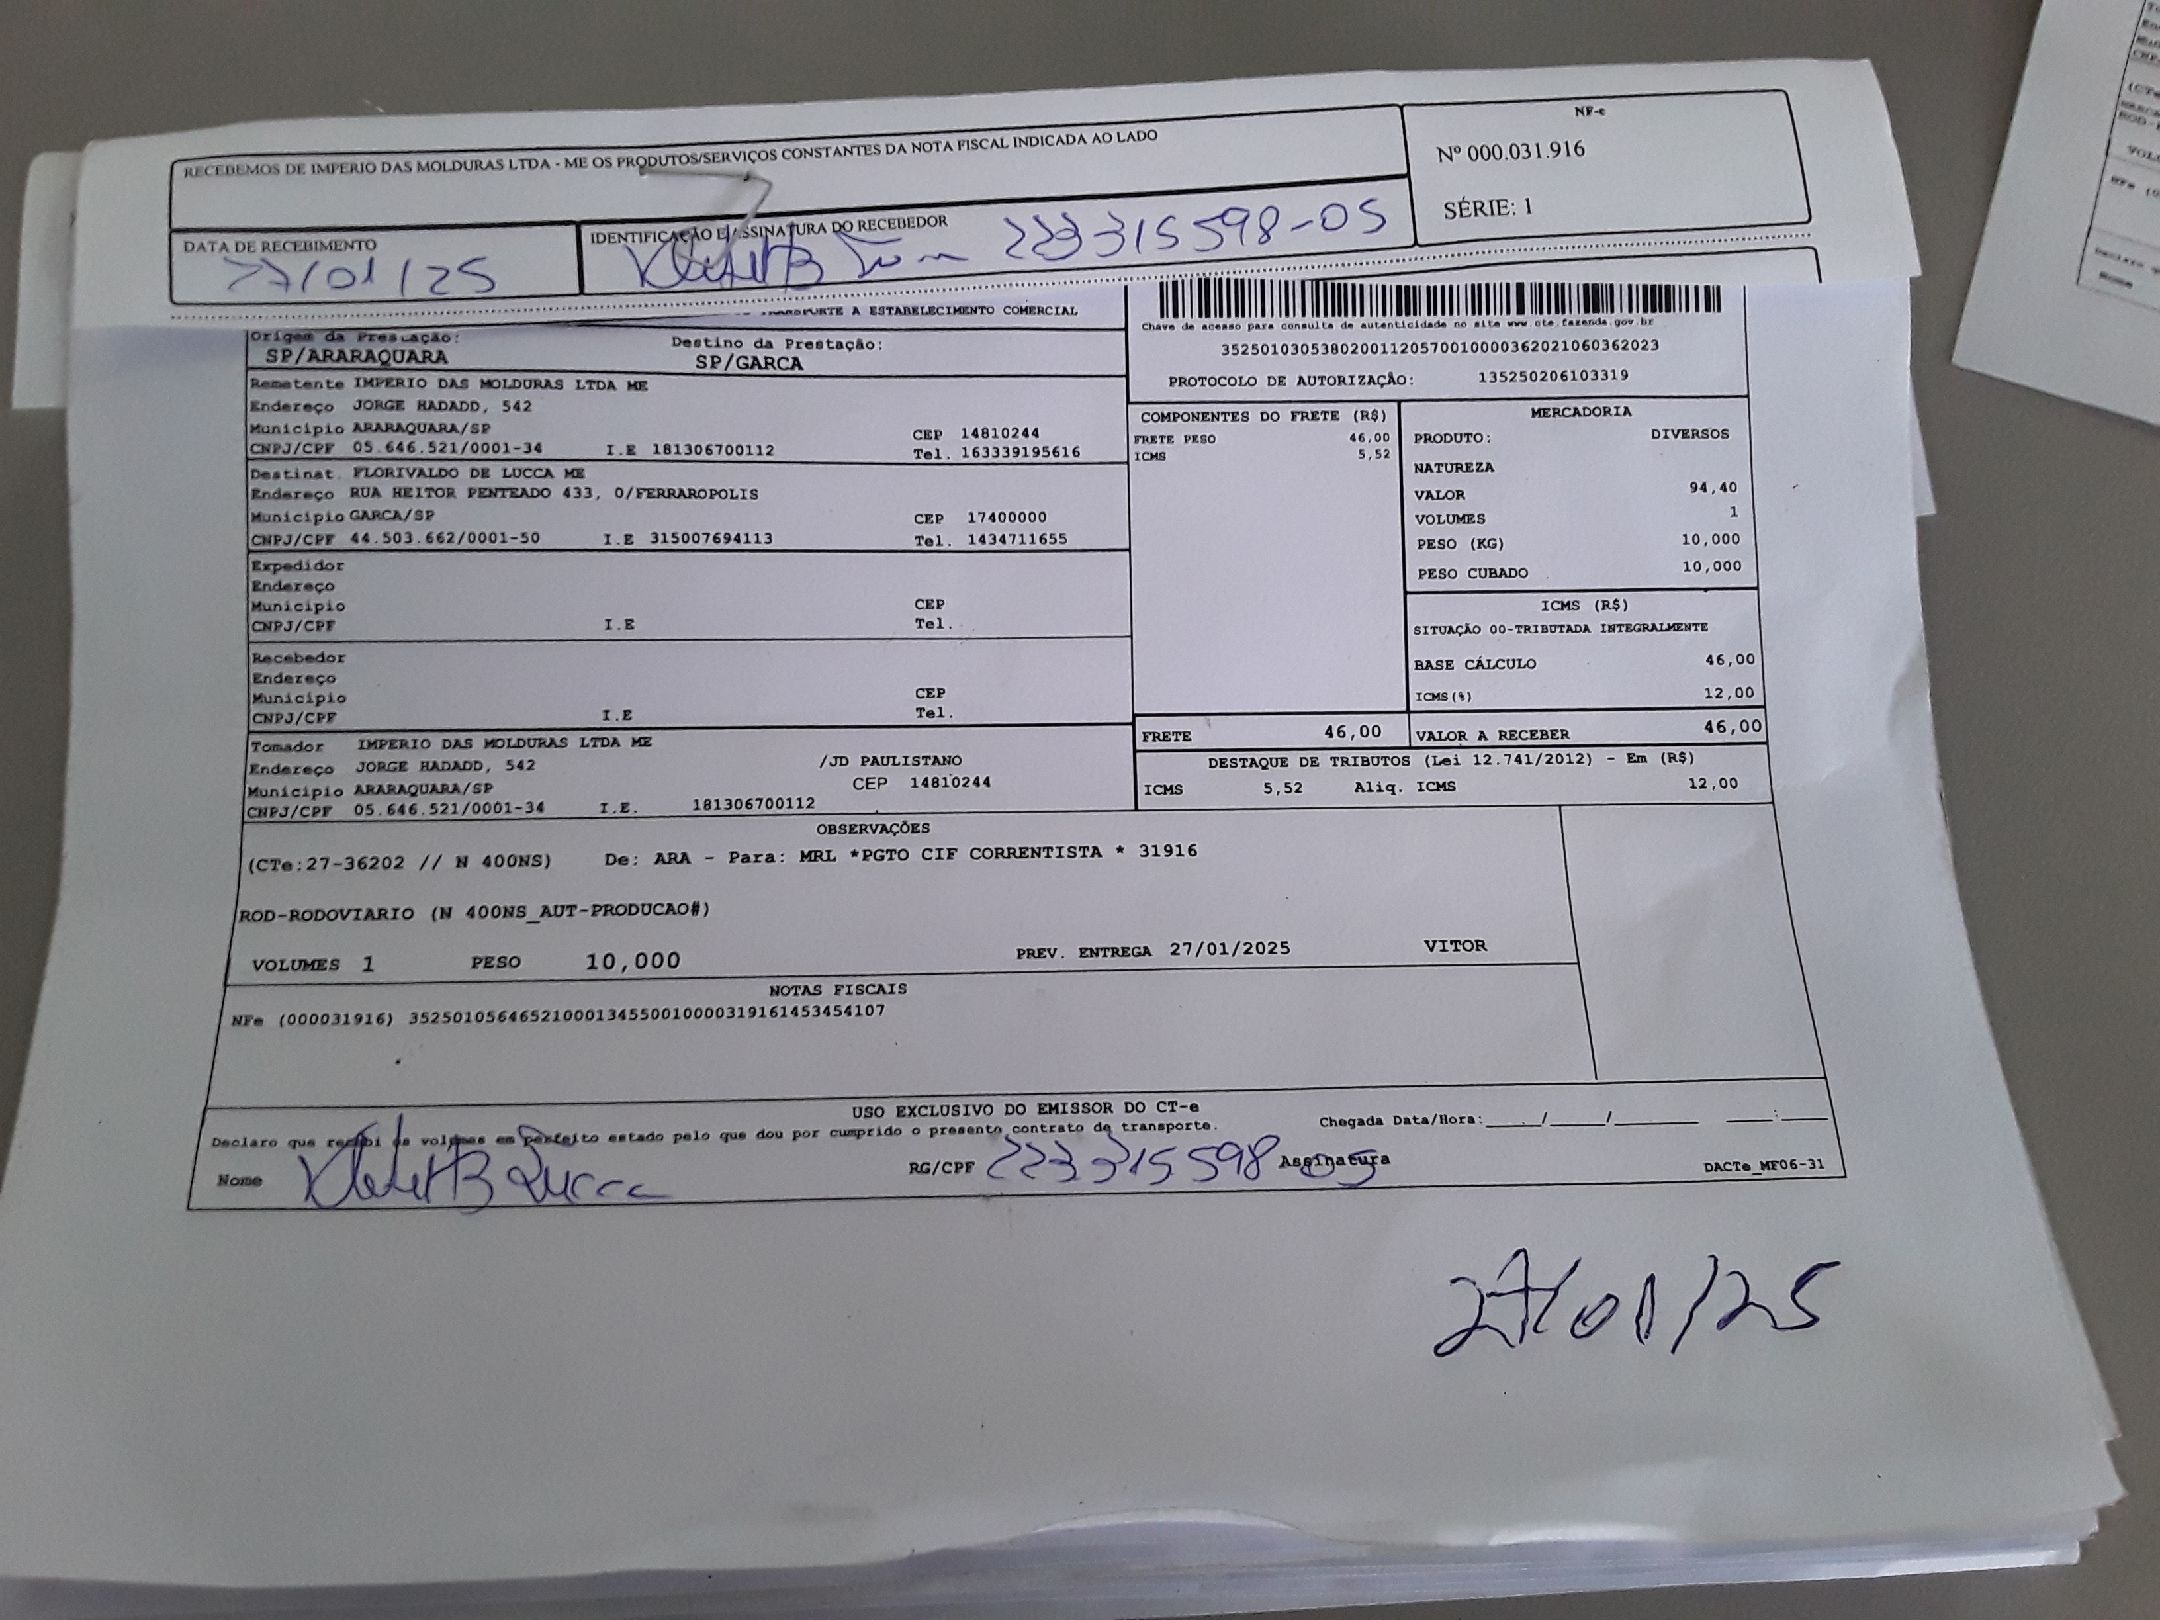 RECEBEMOS DE IMPERIO DAS MOLDURAS LTDA - ME OS PRODUTOS/SERVIÇOS CONSTANTES DA NOTA FISCAL INDICADA AO LADO
NF-e
Nº 000.031.916
SÉRIE: 1
DATA DE RECEBIMENTO
27/01/25
IDENTIFICAÇÃO E ASSINATURA DO RECEBEDOR
223315598-05
A ESTABELECIMENTO COMERCIAL
Origem da Prestação:
SP/ARARAQUARA
Destino da Prestação:
SP/GARCA
Chave de acesso para consulta de autenticidade no site www.cte.fazenda.gov.br
35250103053802001120570010000362021060362023
PROTOCOLO DE AUTORIZAÇÃO: 135250206103319
Remetente IMPERIO DAS MOLDURAS LTDA ME
Endereço JORGE HADADD, 542
Município ARARAQUARA/SP CEP 14810244
CNPJ/CPF 05.646.521/0001-34 I.E 181306700112 Tel. 163339195616
Destinat. FLORIVALDO DE LUCCA ME
Endereço RUA HEITOR PENTEADO 433, 0/FERRAROPOLIS
Município GARCA/SP CEP 17400000
CNPJ/CPF 44.503.662/0001-50 I.E 315007694113 Tel. 1434711655
Expedidor
Endereço
Município CEP
CNPJ/CPF I.E Tel.
Recebedor
Endereço
Município CEP
CNPJ/CPF I.E Tel.
Tomador IMPERIO DAS MOLDURAS LTDA ME
Endereço JORGE HADADD, 542 /JD PAULISTANO
Município ARARAQUARA/SP CEP 14810244
CNPJ/CPF 05.646.521/0001-34 I.E. 181306700112
COMPONENTES DO FRETE (R$)
FRETE PESO 46,00
ICMS 5,52
MERCADORIA
PRODUTO: DIVERSOS
NATUREZA
VALOR 94,40
VOLUMES 1
PESO (KG) 10,000
PESO CUBADO 10,000
ICMS (R$)
SITUAÇÃO 00-TRIBUTADA INTEGRALMENTE
BASE CÁLCULO 46,00
ICMS(%) 12,00
FRETE 46,00 VALOR A RECEBER 46,00
DESTAQUE DE TRIBUTOS (Lei 12.741/2012) - Em (R$)
ICMS 5,52 Aliq. ICMS 12,00
OBSERVAÇÕES
(CTe:27-36202 // N 400NS) De: ARA - Para: MRL *PGTO CIF CORRENTISTA * 31916
ROD-RODOVIARIO (N 400NS_AUT-PRODUCAO#)
VOLUMES 1 PESO 10,000 PREV. ENTREGA 27/01/2025 VITOR
NOTAS FISCAIS
NFe (000031916) 35250105646521000134550010000319161453454107
USO EXCLUSIVO DO EMISSOR DO CT-e
Declaro que recebi os volumes em perfeito estado pelo que dou por cumprido o presente contrato de transporte. Chegada Data/Hora:____/____/______ ____:____
Nome RG/CPF 223315598-05 Assinatura DACTe_MF06-31
27/01/25